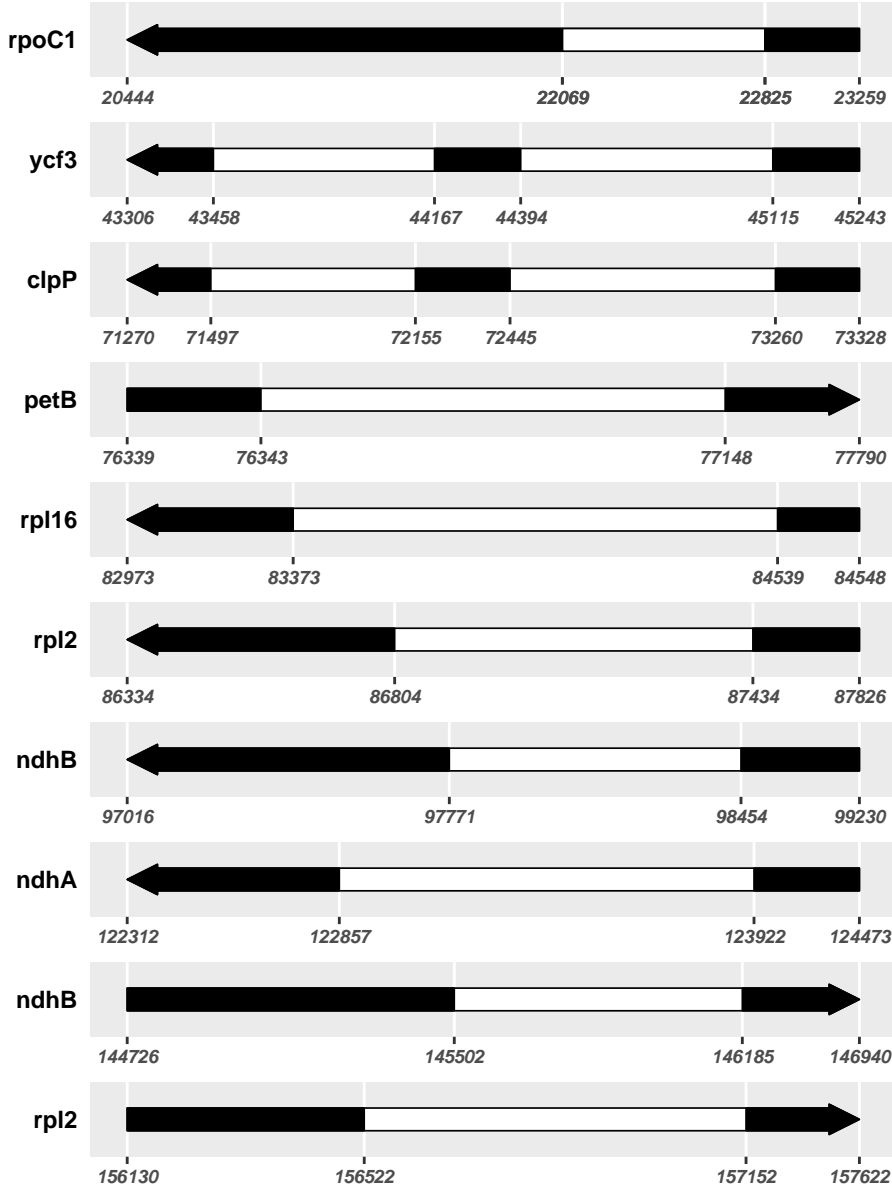 rpoC1
20444 22069 22825 23259
ycf3
43306 43458 44167 44394 45115 45243
clpP
71270 71497 72155 72445 73260 73328
petB
76339 76343 77148 77790
rpl16
82973 83373 84539 84548
rpl2
86334 86804 87434 87826
ndhB
97016 97771 98454 99230
ndhA
122312 122857 123922 124473
ndhB
144726 145502 146185 146940
rpl2
156130 156522 157152 157622